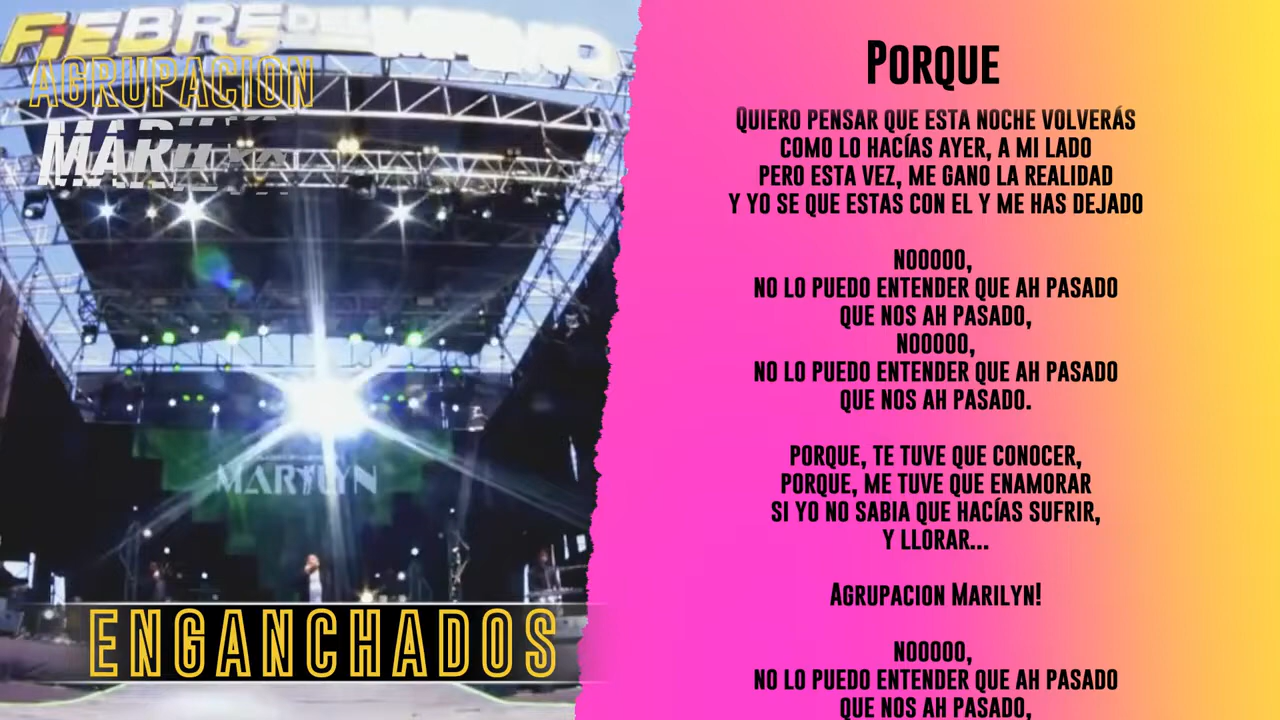 FIEBRE DEL
AGRUPACION
MARILYN
MARILYN
ENGANCHADOS
PORQUE
QUIERO PENSAR QUE ESTA NOCHE VOLVERÁS
COMO LO HACÍAS AYER, A MI LADO
PERO ESTA VEZ, ME GANO LA REALIDAD
Y YO SE QUE ESTAS CON EL Y ME HAS DEJADO
NOOOOO,
NO LO PUEDO ENTENDER QUE AH PASADO
QUE NOS AH PASADO,
NOOOOO,
NO LO PUEDO ENTENDER QUE AH PASADO
QUE NOS AH PASADO.
PORQUE, TE TUVE QUE CONOCER,
PORQUE, ME TUVE QUE ENAMORAR
SI YO NO SABIA QUE HACÍAS SUFRIR,
Y LLORAR...
AGRUPACION MARILYN!
NOOOOO,
NO LO PUEDO ENTENDER QUE AH PASADO
QUE NOS AH PASADO,